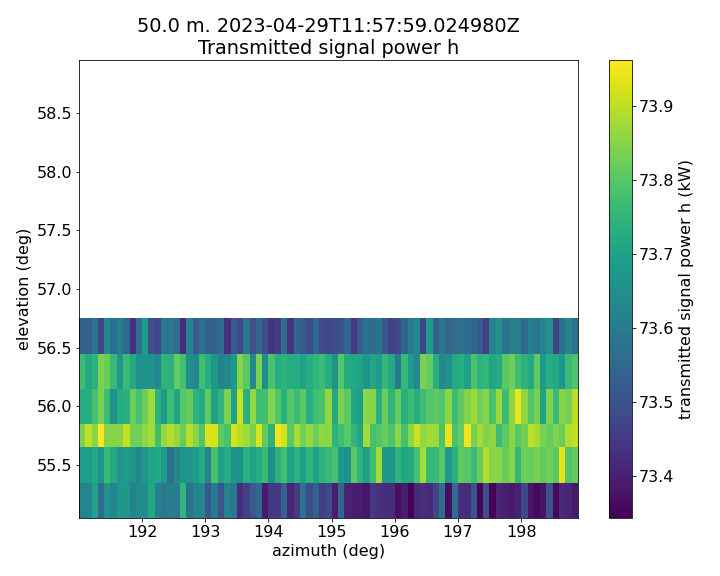 50.0 m. 2023-04-29T11:57:59.024980Z
Transmitted signal power h
58.5
58.0
57.5
57.0
56.5
56.0
55.5
elevation (deg)
192 193 194 195 196 197 198
azimuth (deg)
73.9
73.8
73.7
73.6
73.5
73.4
transmitted signal power h (kW)